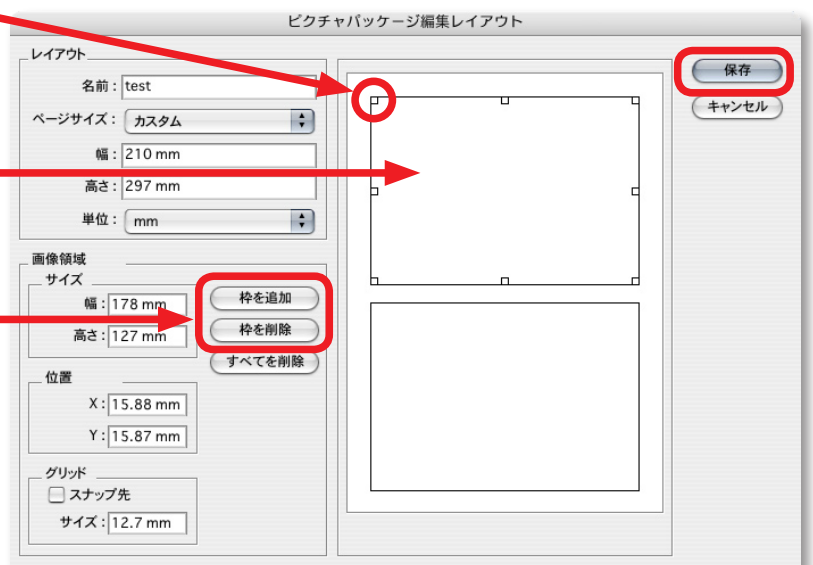 ピクチャパッケージ編集レイアウト
レイアウト
名前：test
ページサイズ：カスタム
幅：210 mm
高さ：297 mm
単位：mm
画像領域
サイズ
幅：178 mm
高さ：127 mm
枠を追加
枠を削除
すべてを削除
位置
X：15.88 mm
Y：15.87 mm
グリッド
スナップ先
サイズ：12.7 mm
保存
キャンセル